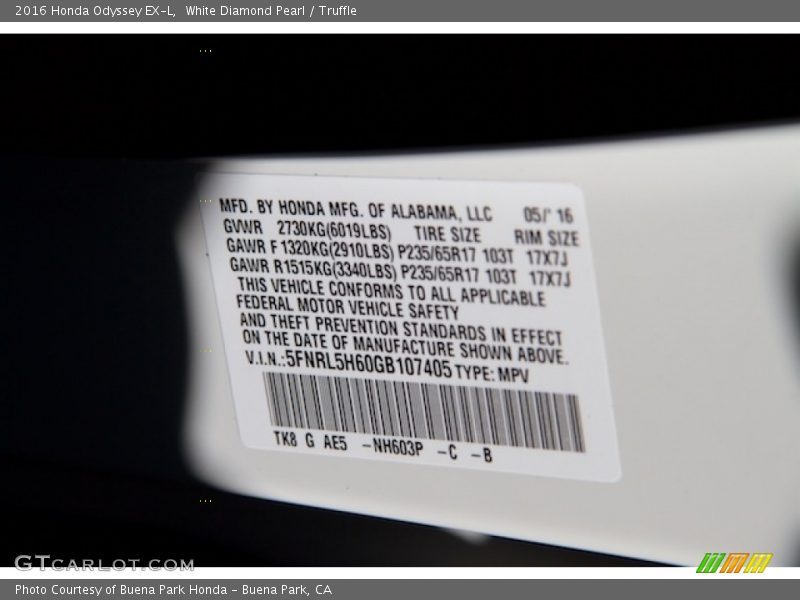 2016 Honda Odyssey EX-L, White Diamond Pearl / Truffle
MFD. BY HONDA MFG. OF ALABAMA, LLC 05/' 16
GVWR 2730KG(6019LBS) TIRE SIZE RIM SIZE
GAWR F 1320KG(2910LBS) P235/65R17 103T 17X7J
GAWR R1515KG(3340LBS) P235/65R17 103T 17X7J
THIS VEHICLE CONFORMS TO ALL APPLICABLE
FEDERAL MOTOR VEHICLE SAFETY
AND THEFT PREVENTION STANDARDS IN EFFECT
ON THE DATE OF MANUFACTURE SHOWN ABOVE.
V.I.N.:5FNRL5H60GB107405 TYPE: MPV
TK8 G AE5 -NH603P -C -B
GTCARLOT.COM
Photo Courtesy of Buena Park Honda - Buena Park, CA